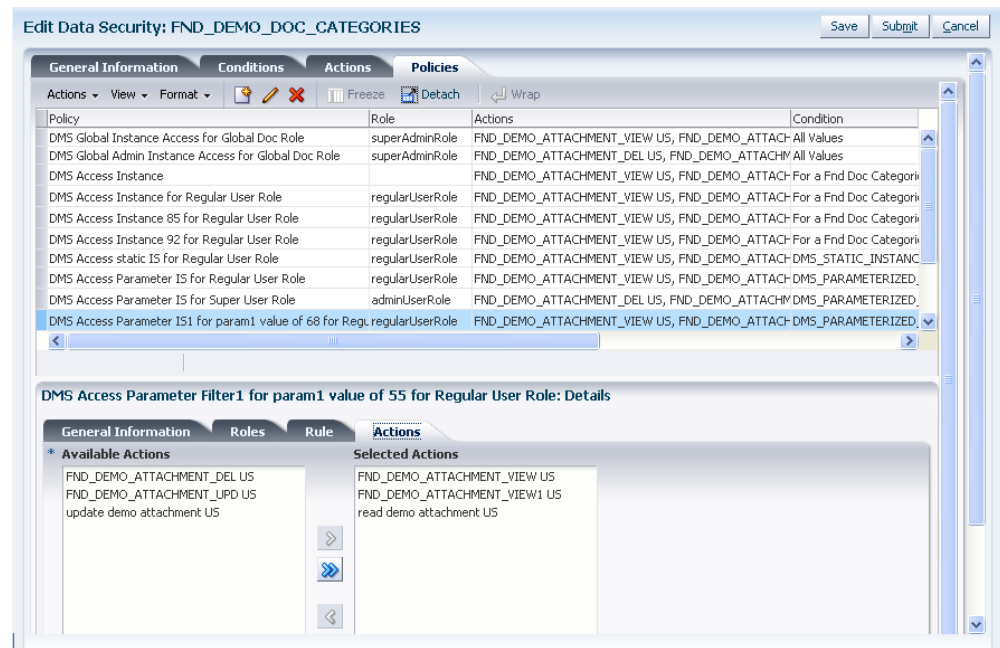 Edit Data Security: FND_DEMO_DOC_CATEGORIES Save Submit Cancel
General Information Conditions Actions Policies
Actions View Format Freeze Detach Wrap
Policy Role Actions Condition
DMS Global Instance Access for Global Doc Role superAdminRole FND_DEMO_ATTACHMENT_VIEW US, FND_DEMO_ATTACH All Values
DMS Global Admin Instance Access for Global Doc Role superAdminRole FND_DEMO_ATTACHMENT_DEL US, FND_DEMO_ATTACHM All Values
DMS Access Instance FND_DEMO_ATTACHMENT_VIEW US, FND_DEMO_ATTACH For a Fnd Doc Categori
DMS Access Instance for Regular User Role regularUserRole FND_DEMO_ATTACHMENT_VIEW US, FND_DEMO_ATTACH For a Fnd Doc Categori
DMS Access Instance 85 for Regular User Role regularUserRole FND_DEMO_ATTACHMENT_VIEW US, FND_DEMO_ATTACH For a Fnd Doc Categori
DMS Access Instance 92 for Regular User Role regularUserRole FND_DEMO_ATTACHMENT_VIEW US, FND_DEMO_ATTACH For a Fnd Doc Categori
DMS Access static IS for Regular User Role regularUserRole FND_DEMO_ATTACHMENT_VIEW US, FND_DEMO_ATTACH DMS_STATIC_INSTANC
DMS Access Parameter IS for Regular User Role regularUserRole FND_DEMO_ATTACHMENT_VIEW US, FND_DEMO_ATTACH DMS_PARAMETERIZED_
DMS Access Parameter IS for Super User Role adminUserRole FND_DEMO_ATTACHMENT_DEL US, FND_DEMO_ATTACHM DMS_PARAMETERIZED_
DMS Access Parameter IS1 for param1 value of 68 for Regu regularUserRole FND_DEMO_ATTACHMENT_VIEW US, FND_DEMO_ATTACH DMS_PARAMETERIZED_
DMS Access Parameter Filter1 for param1 value of 55 for Regular User Role: Details
General Information Roles Rule Actions
* Available Actions Selected Actions
FND_DEMO_ATTACHMENT_DEL US FND_DEMO_ATTACHMENT_VIEW US
FND_DEMO_ATTACHMENT_UPD US FND_DEMO_ATTACHMENT_VIEW1 US
update demo attachment US read demo attachment US